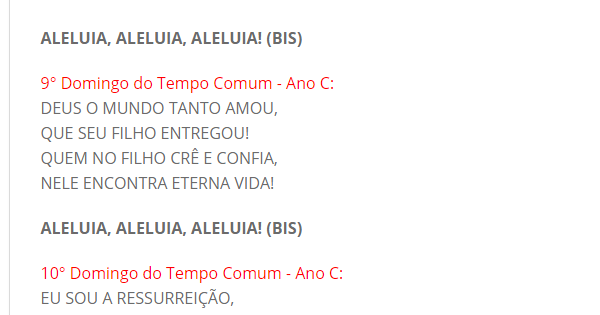 ALELUIA, ALELUIA, ALELUIA! (BIS)
9° Domingo do Tempo Comum - Ano C:
DEUS O MUNDO TANTO AMOU,
QUE SEU FILHO ENTREGOU!
QUEM NO FILHO CRÊ E CONFIA,
NELE ENCONTRA ETERNA VIDA!
ALELUIA, ALELUIA, ALELUIA! (BIS)
10° Domingo do Tempo Comum - Ano C:
EU SOU A RESSURREIÇÃO,